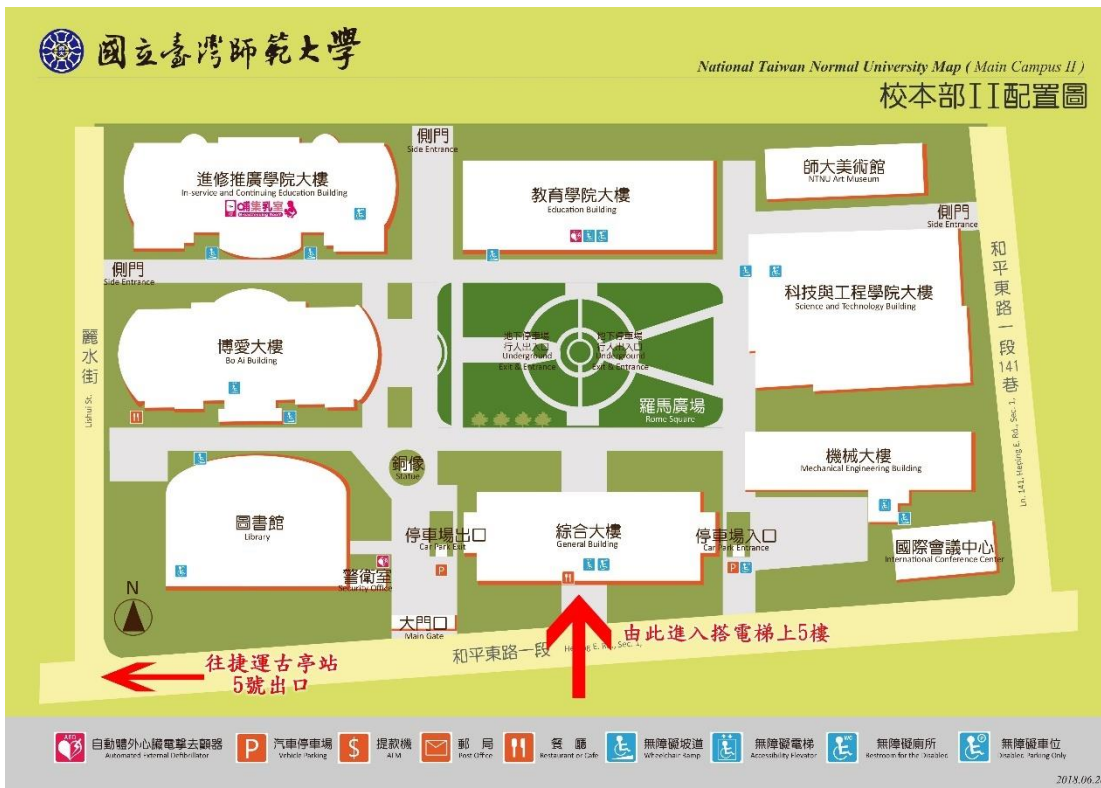 國立臺灣師範大學
National Taiwan Normal University Map ( Main Campus II )
校本部II配置圖
側門
Side Entrance
進修推廣學院大樓
In-service and Continuing Education Building
哺集乳室
教育學院大樓
Education Building
師大美術館
NTNU Art Museum
側門
Side Entrance
側門
Side Entrance
和平東路一段141巷
Ln. 141, Heping E. Rd., Sec. 1,
科技與工程學院大樓
Science and Technology Building
麗水街
Lishui St.
博愛大樓
Bo Ai Building
地下停車場
行人出入口
Underground
Exit & Entrance
地下停車場
行人出入口
Underground
Exit & Entrance
羅馬廣場
Rome Square
銅像
Statue
機械大樓
Mechanical Engineering Building
圖書館
Library
停車場出口
Car Park Exit
P
綜合大樓
General Building
停車場入口
Car Park Entrance
P
國際會議中心
International Conference Center
警衛室
Security Office
N
大門口
Main Gate
和平東路一段
Heping E. Rd., Sec. 1,
由此進入搭電梯上5樓
往捷運古亭站
5號出口
AED
自動體外心臟電擊去顫器
Automated External Defibrillator
P
汽車停車場
Vehicle Parking
$
提款機
ATM
郵 局
Post Office
餐 廳
Restaurant or Cafe
無障礙坡道
Wheelchair Ramp
無障礙電梯
Accessibility Elevator
WC
無障礙廁所
Restroom for the Disabled
P
無障礙車位
Disabled Parking Only